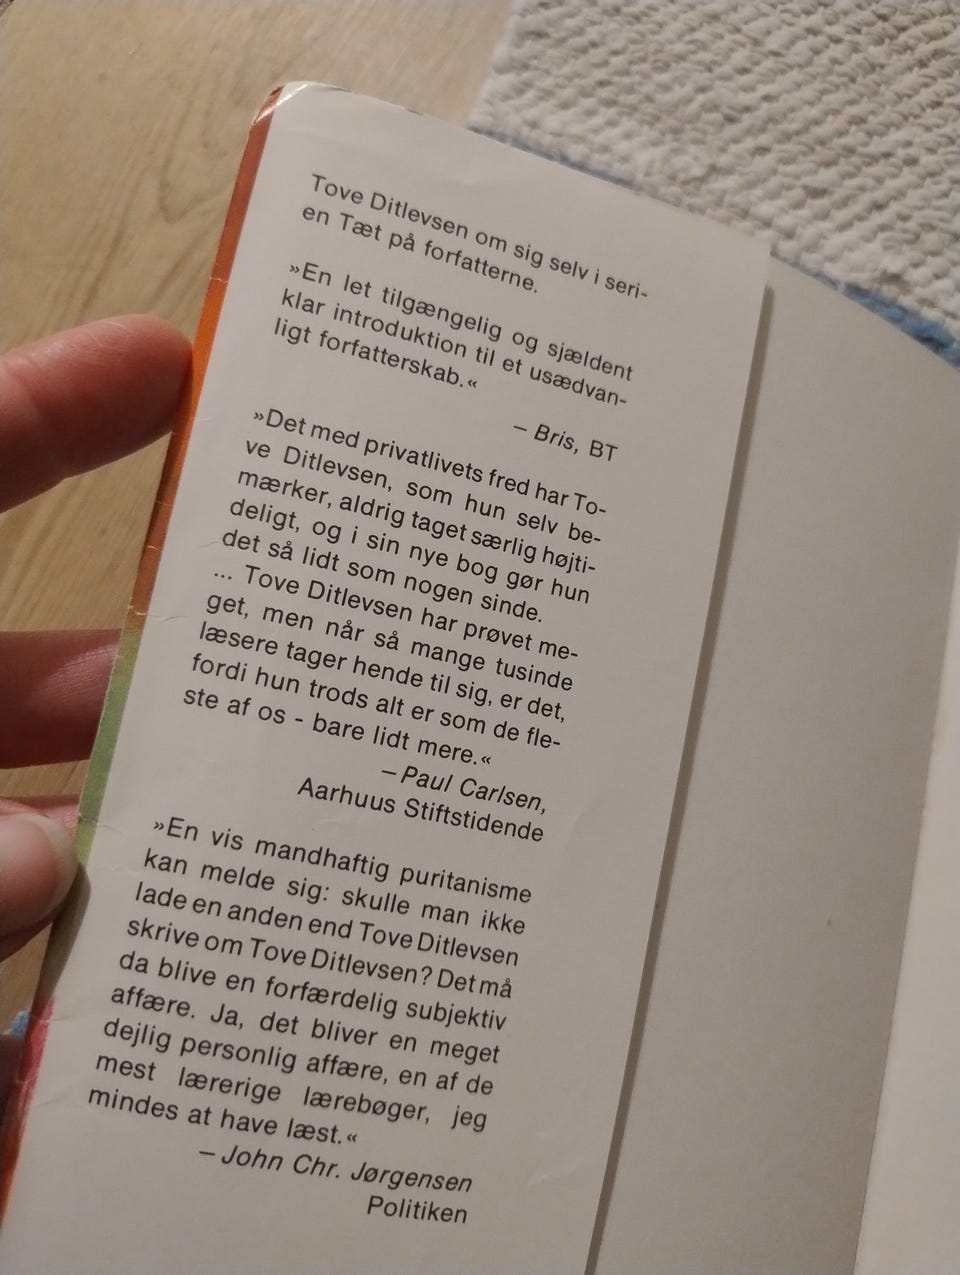 Tove Ditlevsen om sig selv i seri-
en Tæt på forfatterne.
»En let tilgængelig og sjældent
klar introduktion til et usædvan-
ligt forfatterskab.«
– Bris, BT
»Det med privatlivets fred har To-
ve Ditlevsen, som hun selv be-
mærker, aldrig taget særlig højti-
deligt, og i sin nye bog gør hun
det så lidt som nogen sinde.
... Tove Ditlevsen har prøvet me-
get, men når så mange tusinde
læsere tager hende til sig, er det,
fordi hun trods alt er som de fle-
ste af os - bare lidt mere.«
– Paul Carlsen,
Aarhuus Stiftstidende
»En vis mandhaftig puritanisme
kan melde sig: skulle man ikke
lade en anden end Tove Ditlevsen
skrive om Tove Ditlevsen? Det må
da blive en forfærdelig subjektiv
affære. Ja, det bliver en meget
dejlig personlig affære, en af de
mest lærerige lærebøger, jeg
mindes at have læst.«
– John Chr. Jørgensen
Politiken